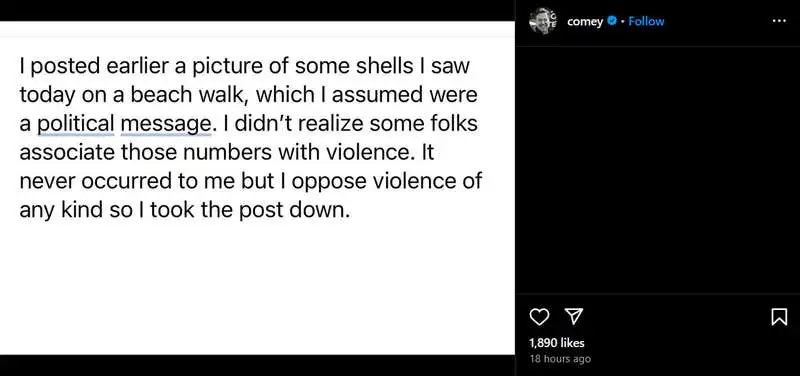 I posted earlier a picture of some shells I saw
today on a beach walk, which I assumed were
a political message. I didn’t realize some folks
associate those numbers with violence. It
never occurred to me but I oppose violence of
any kind so I took the post down.
comey • Follow
1,890 likes
18 hours ago